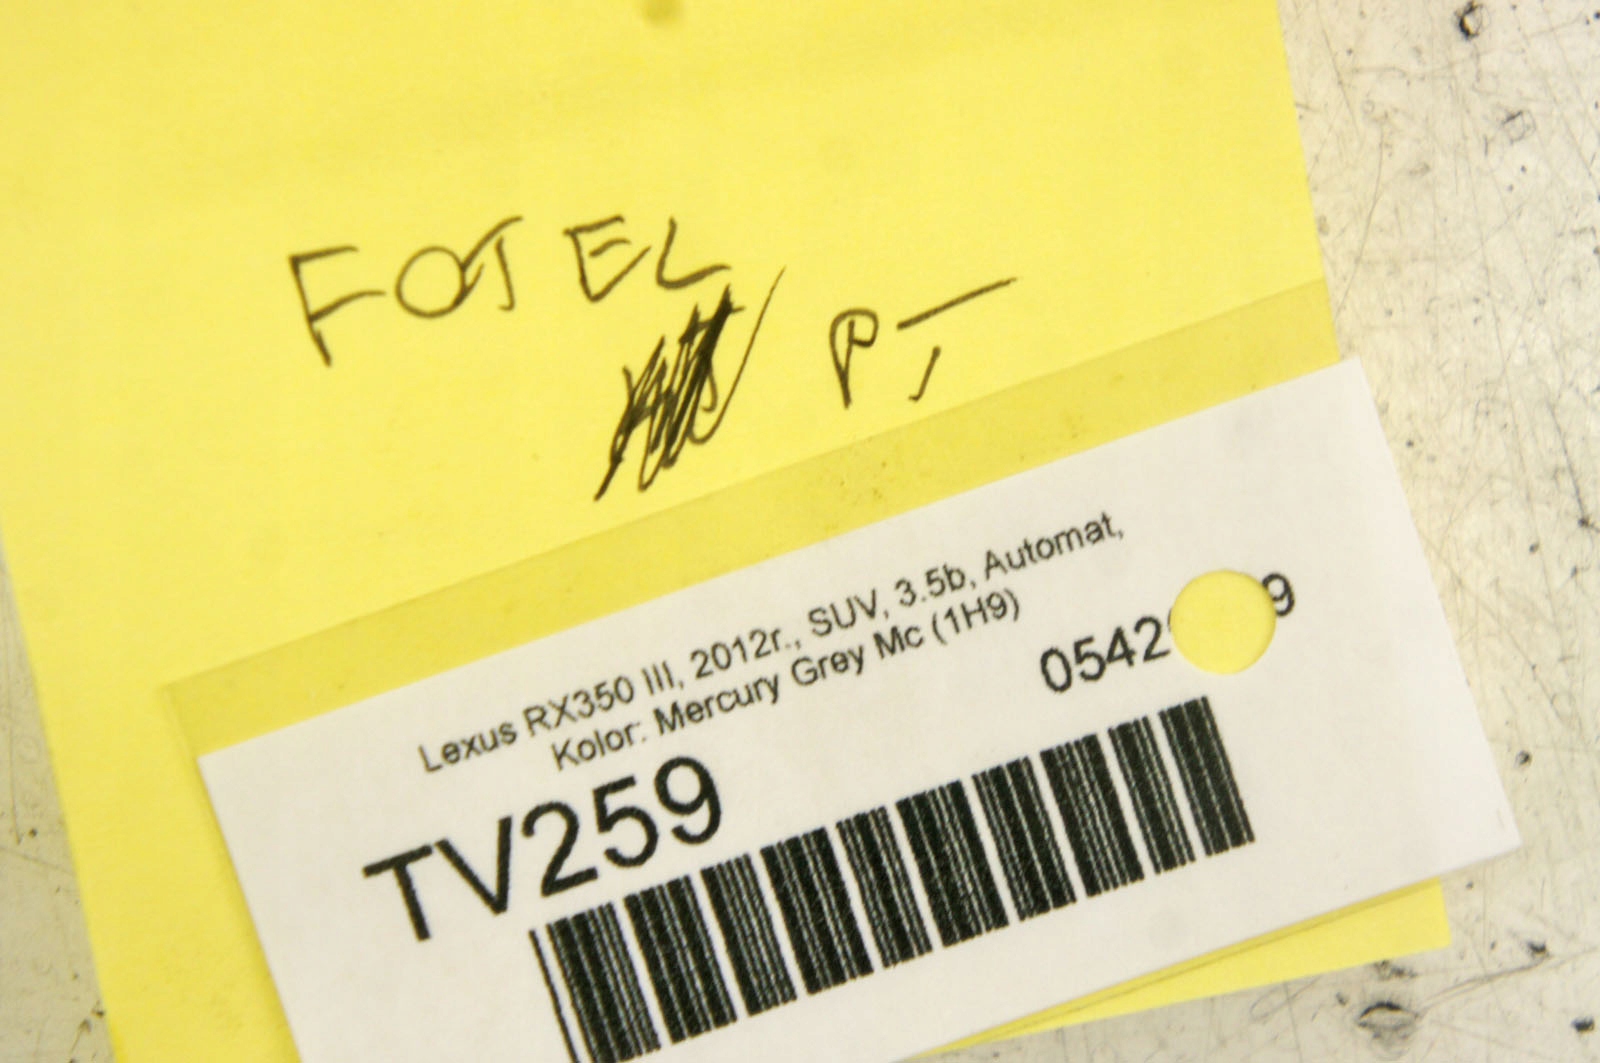 FOTEL
PT
Lexus RX350 III, 2012r., SUV, 3.5b, Automat,
Kolor: Mercury Grey Mc (1H9)
TV259